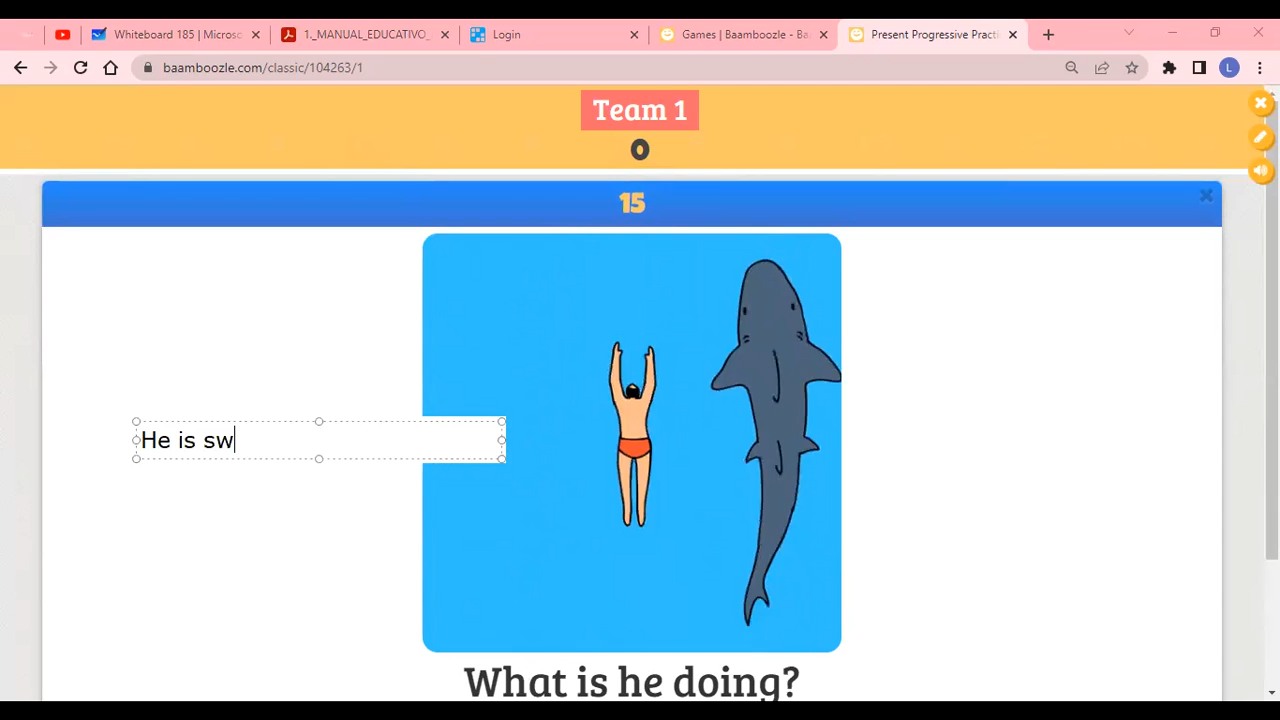 Whiteboard 185 | Microso
1._MANUAL_EDUCATIVO_
Login
Games | Baamboozle - Ba
Present Progressive Practi
baamboozle.com/classic/104263/1
L
Team 1
0
15
He is sw
What is he doing?